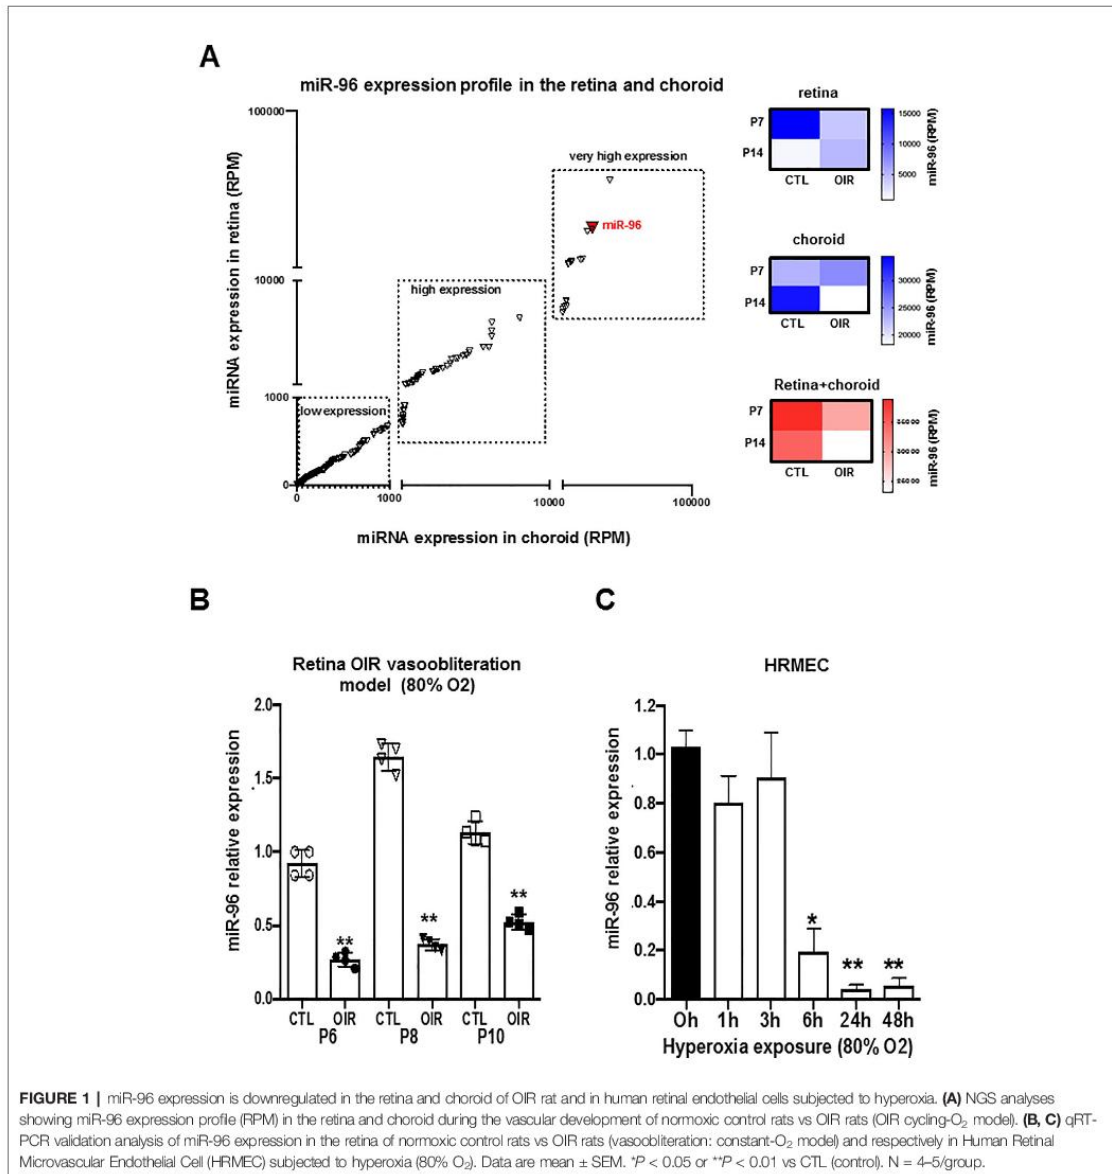 A
miR-96 expression profile in the retina and choroid
miRNA expression in retina (RPM)
100000
10000
1000
0
very high expression
miR-96
high expression
low expression
0
1000
10000
100000
miRNA expression in choroid (RPM)
retina
P7
P14
CTL OIR
15000
10000
5000
miR-96 (RPM)
choroid
P7
P14
CTL OIR
30000
25000
20000
miR-96 (RPM)
Retina+choroid
P7
P14
CTL OIR
miR-96 (RPM)
B
Retina OIR vasoobliteration
model (80% O2)
miR-96 relative expression
2.0
1.5
1.0
0.5
0.0
**
**
**
CTL OIR CTL OIR CTL OIR
P6 P8 P10
C
HRMEC
miR-96 relative expression
1.2
1.0
0.8
0.6
0.4
0.2
0.0
*
**
**
0h 1h 3h 6h 24h 48h
Hyperoxia exposure (80% O2)
FIGURE 1 | miR-96 expression is downregulated in the retina and choroid of OIR rat and in human retinal endothelial cells subjected to hyperoxia. (A) NGS analyses
showing miR-96 expression profile (RPM) in the retina and choroid during the vascular development of normoxic control rats vs OIR rats (OIR cycling-O₂ model). (B, C) qRT-
PCR validation analysis of miR-96 expression in the retina of normoxic control rats vs OIR rats (vasoobliteration: constant-O₂ model) and respectively in Human Retinal
Microvascular Endothelial Cell (HRMEC) subjected to hyperoxia (80% O₂). Data are mean ± SEM. *P < 0.05 or **P < 0.01 vs CTL (control). N = 4–5/group.